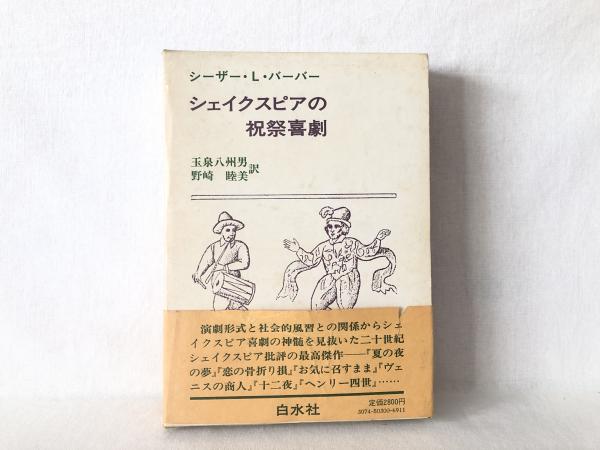 シーザー・L・バーバー
シェイクスピアの
祝祭喜劇
玉泉八州男
野崎 睦美訳
演劇形式と社会的風習との関係からシェ
イクスピア喜劇の神髄を見抜いた二十世紀
シェイクスピア批評の最高傑作――『夏の夜
の夢』『恋の骨折り損』『お気に召すまま』『ヴェ
ニスの商人』『十二夜』『ヘンリー四世』……
白水社
定価2800円
3074-80300-6911